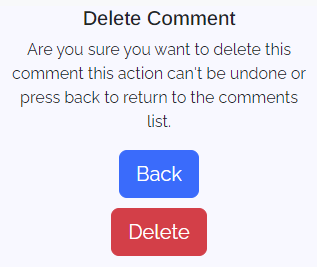 Delete Comment
Are you sure you want to delete this
comment this action can't be undone or
press back to return to the comments
list.
Back
Delete